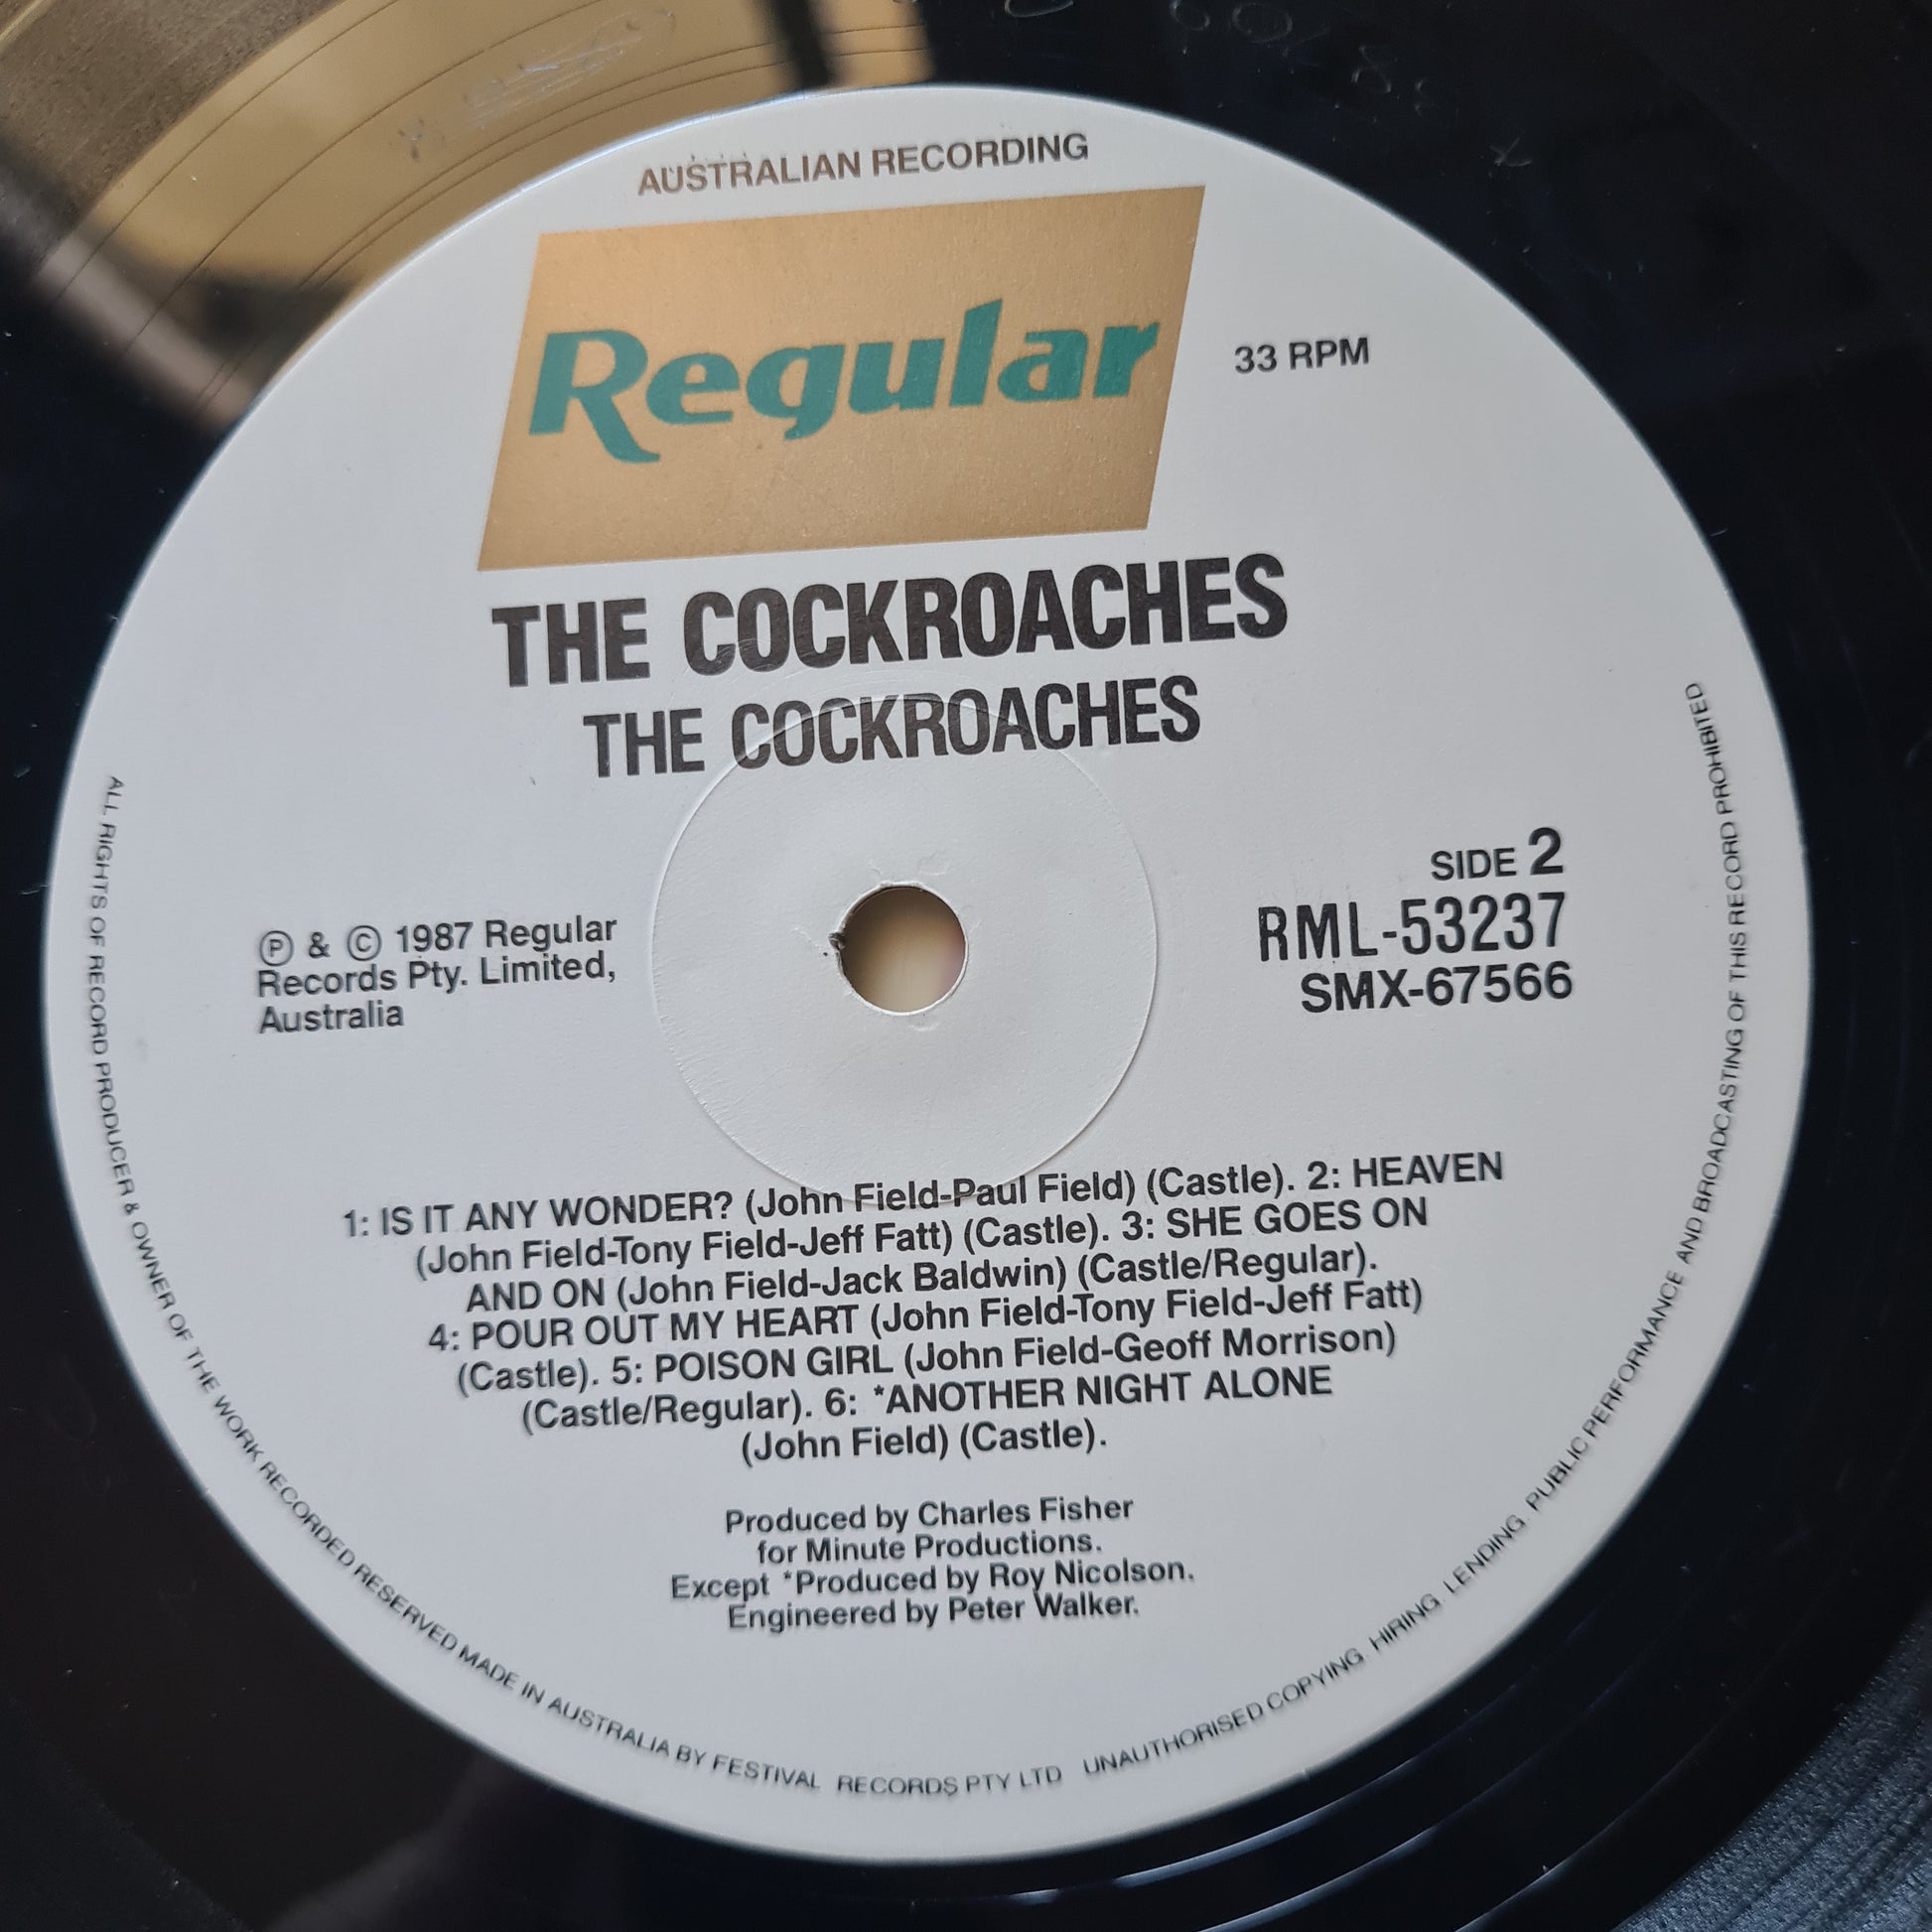 AUSTRALIAN RECORDING
Regular
33 RPM
THE COCKROACHES
THE COCKROACHES
SIDE 2
RML-53237
SMX-67566
Ⓟ & © 1987 Regular
Records Pty. Limited,
Australia
1: IS IT ANY WONDER? (John Field-Paul Field) (Castle). 2: HEAVEN
(John Field-Tony Field-Jeff Fatt) (Castle). 3: SHE GOES ON
AND ON (John Field-Jack Baldwin) (Castle/Regular).
4: POUR OUT MY HEART (John Field-Tony Field-Jeff Fatt)
(Castle). 5: POISON GIRL (John Field-Geoff Morrison)
(Castle/Regular). 6: *ANOTHER NIGHT ALONE
(John Field) (Castle).
Produced by Charles Fisher
for Minute Productions.
Except *Produced by Roy Nicolson.
Engineered by Peter Walker.
ALL RIGHTS OF RECORD PRODUCER & OWNER OF THE WORK RECORDED RESERVED MADE IN AUSTRALIA BY FESTIVAL RECORDS PTY LTD UNAUTHORISED COPYING HIRING LENDING PUBLIC PERFORMANCE AND BROADCASTING OF THIS RECORD PROHIBITED